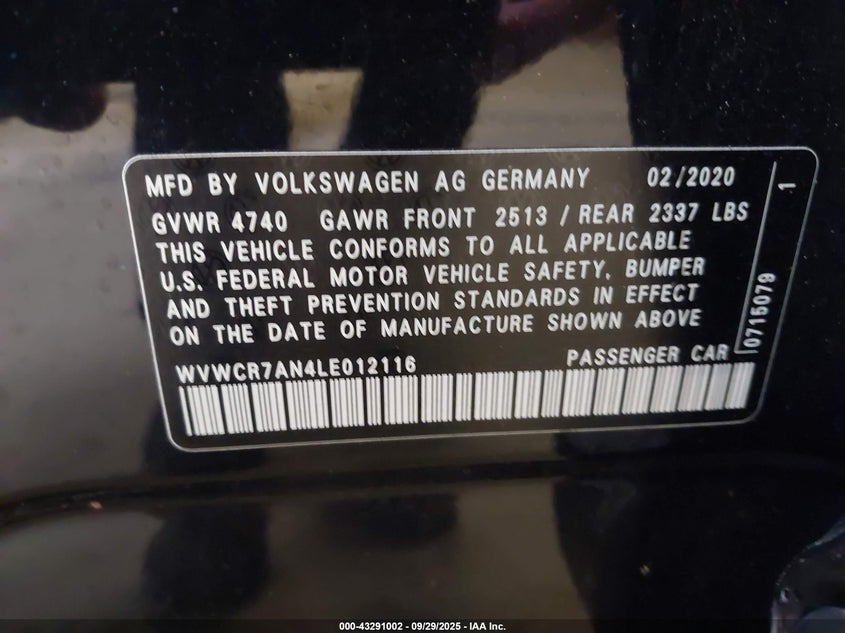 MFD BY VOLKSWAGEN AG GERMANY 02/2020
GVWR 4740 GAWR FRONT 2513 / REAR 2337 LBS
THIS VEHICLE CONFORMS TO ALL APPLICABLE
U.S. FEDERAL MOTOR VEHICLE SAFETY, BUMPER
AND THEFT PREVENTION STANDARDS IN EFFECT
ON THE DATE OF MANUFACTURE SHOWN ABOVE
WVWCR7AN4LE012116 PASSENGER CAR
0715079
1
000-43291002 | 09/29/2025 - IAA Inc.